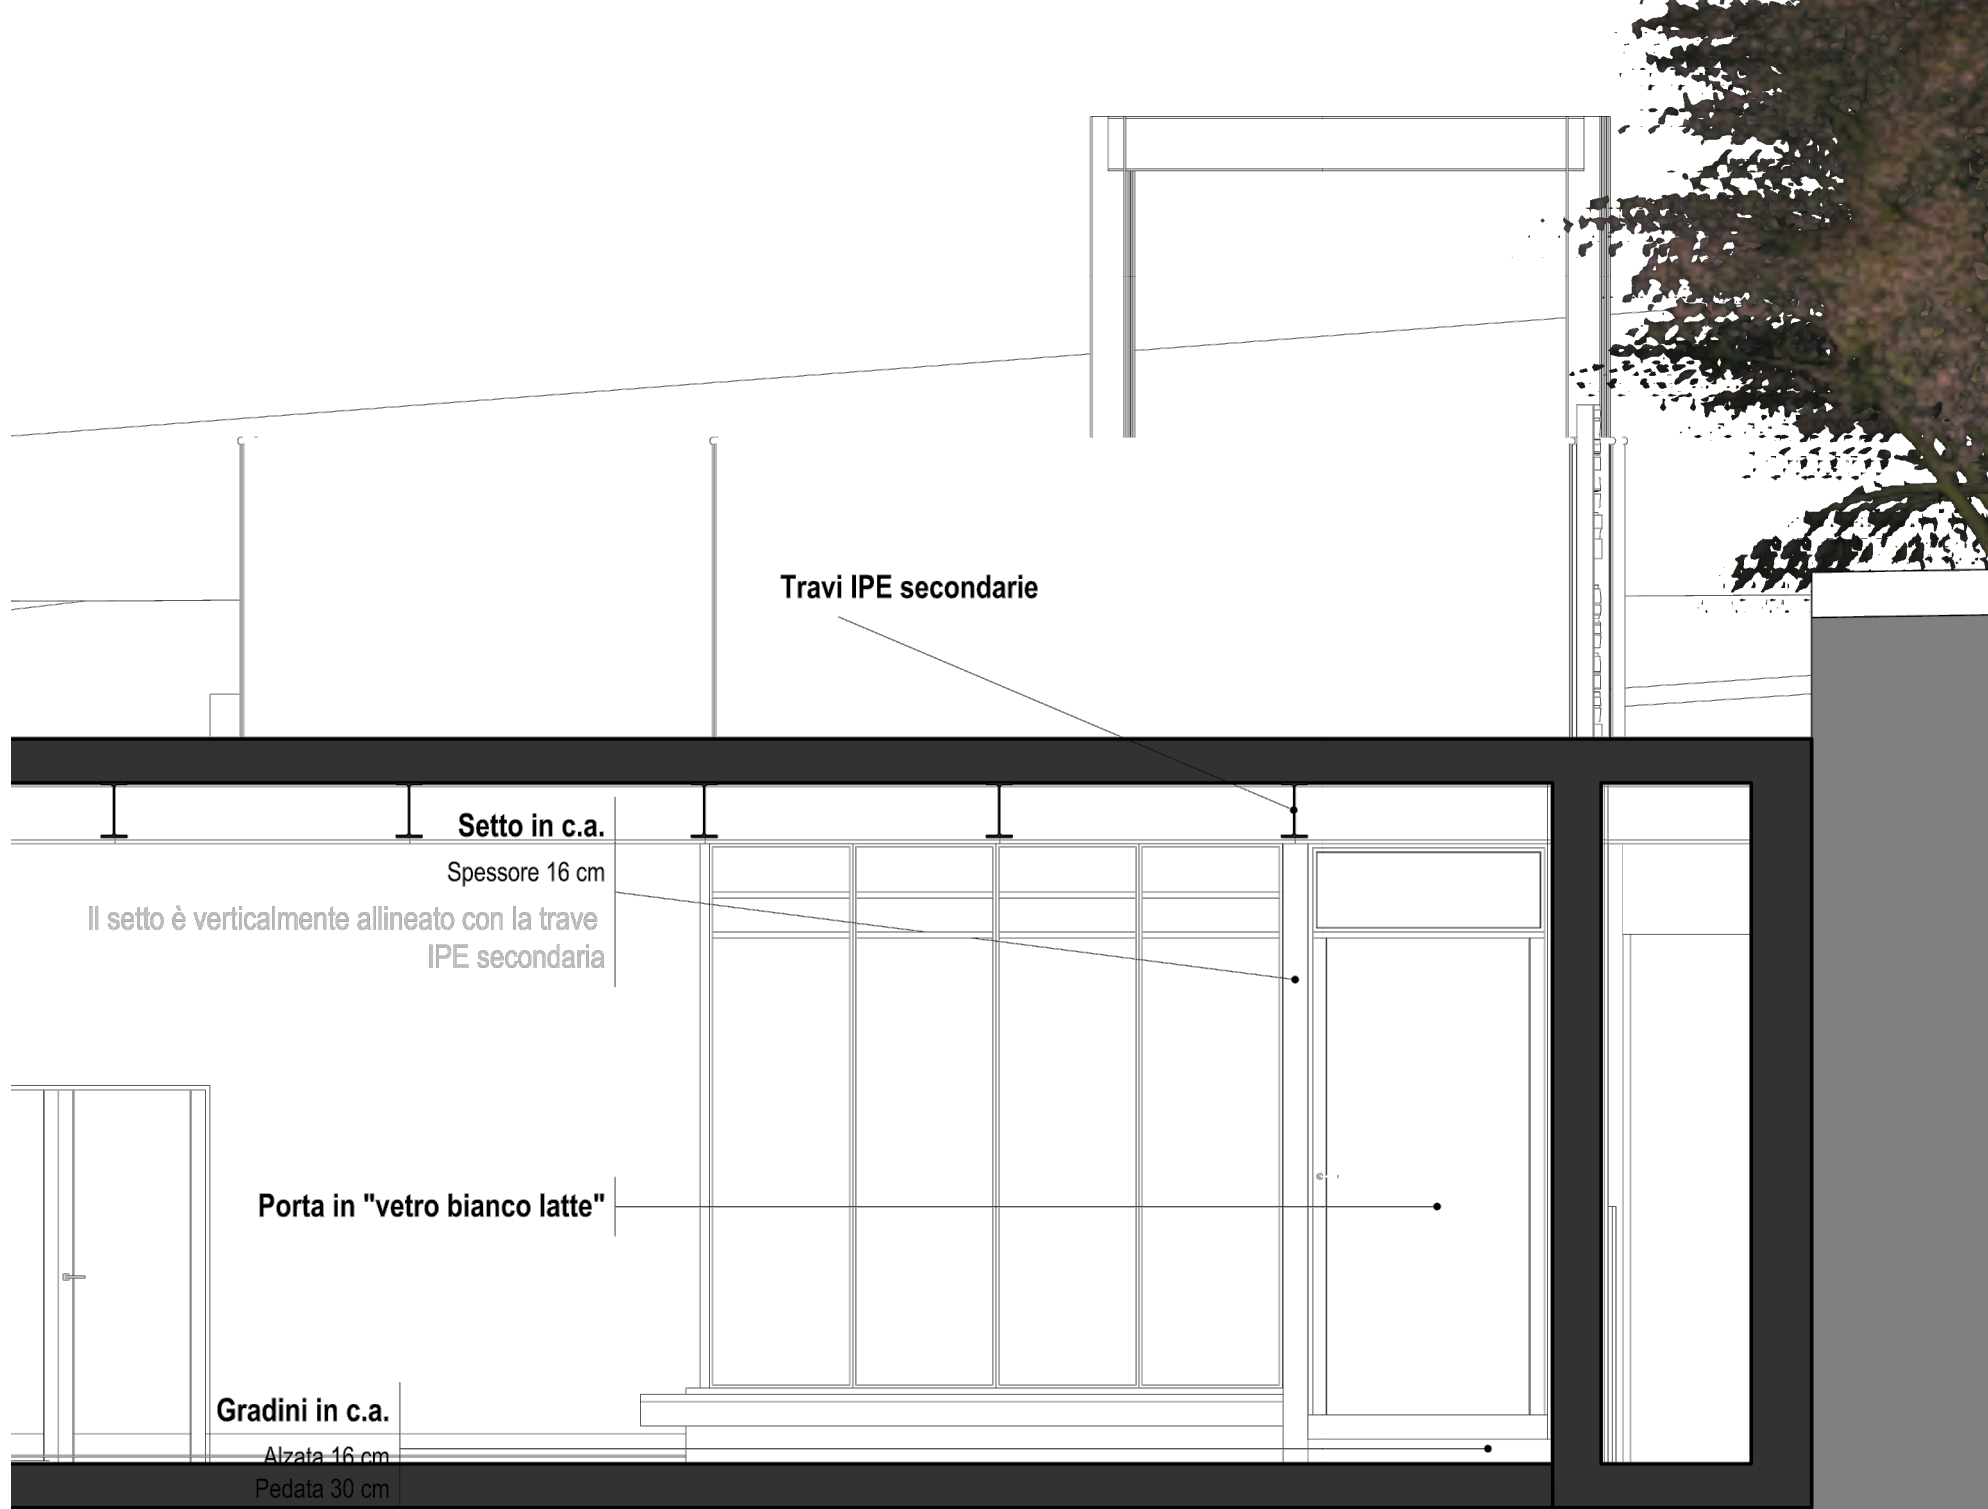 Travi IPE secondarie
Setto in c.a.
Spessore 16 cm
Il setto è verticalmente allineato con la trave
IPE secondaria
Porta in "vetro bianco latte"
Gradini in c.a.
Alzata 16 cm
Pedata 30 cm